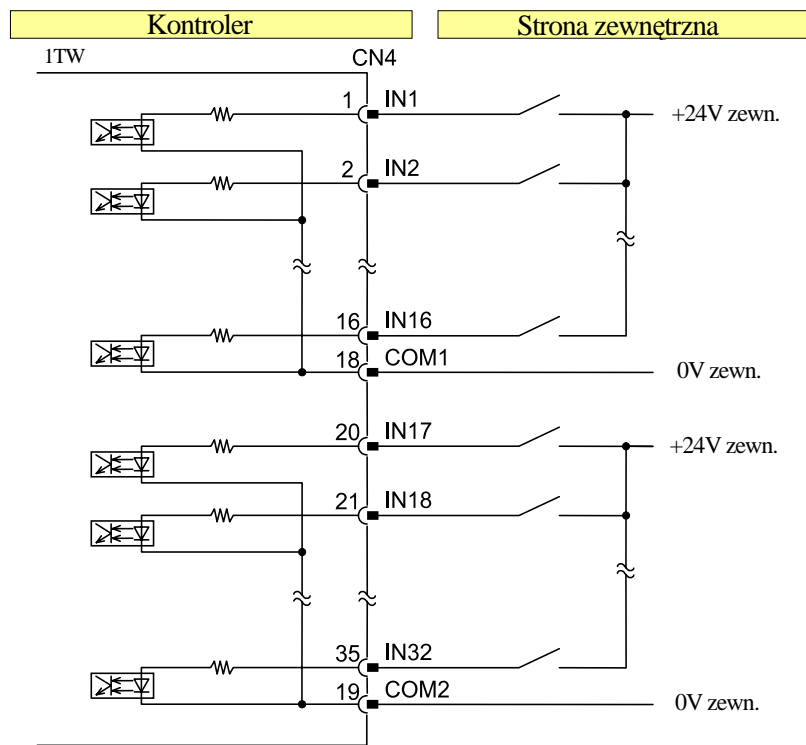 Kontroler
Strona zewnętrzna
1TW
CN4
1 IN1
+24V zewn.
2 IN2
16 IN16
18 COM1
0V zewn.
20 IN17
+24V zewn.
21 IN18
35 IN32
19 COM2
0V zewn.